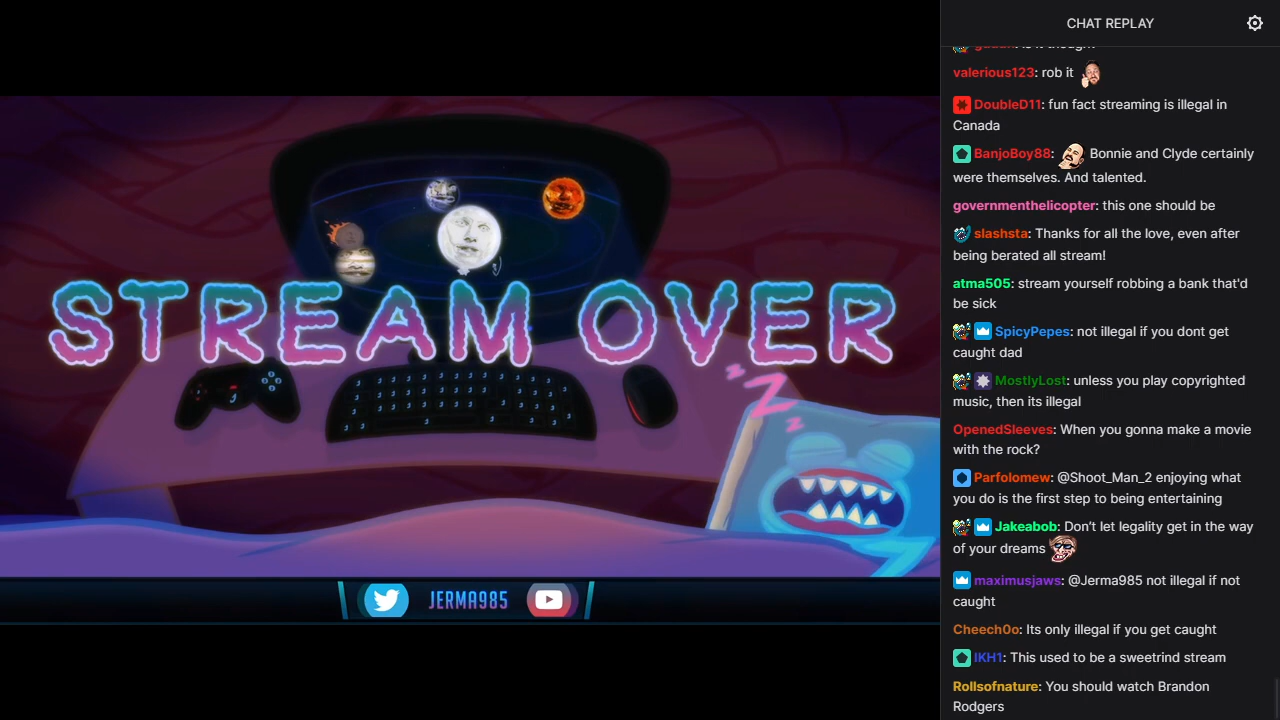 STREAM OVER
Z
Z
Z
JERMA985
CHAT REPLAY
valerious123: rob it
DoubleD11: fun fact streaming is illegal in
Canada
BanjoBoy88: Bonnie and Clyde certainly
were themselves. And talented.
governmenthelicopter: this one should be
slashsta: Thanks for all the love, even after
being berated all stream!
atma505: stream yourself robbing a bank that'd
be sick
SpicyPepes: not illegal if you dont get
caught dad
MostlyLost: unless you play copyrighted
music, then its illegal
OpenedSleeves: When you gonna make a movie
with the rock?
Parfolomew: @Shoot_Man_2 enjoying what
you do is the first step to being entertaining
Jakeabob: Don’t let legality get in the way
of your dreams
maximusjaws: @Jerma985 not illegal if not
caught
Cheech0o: Its only illegal if you get caught
IKH1: This used to be a sweetrind stream
Rollsofnature: You should watch Brandon
Rodgers